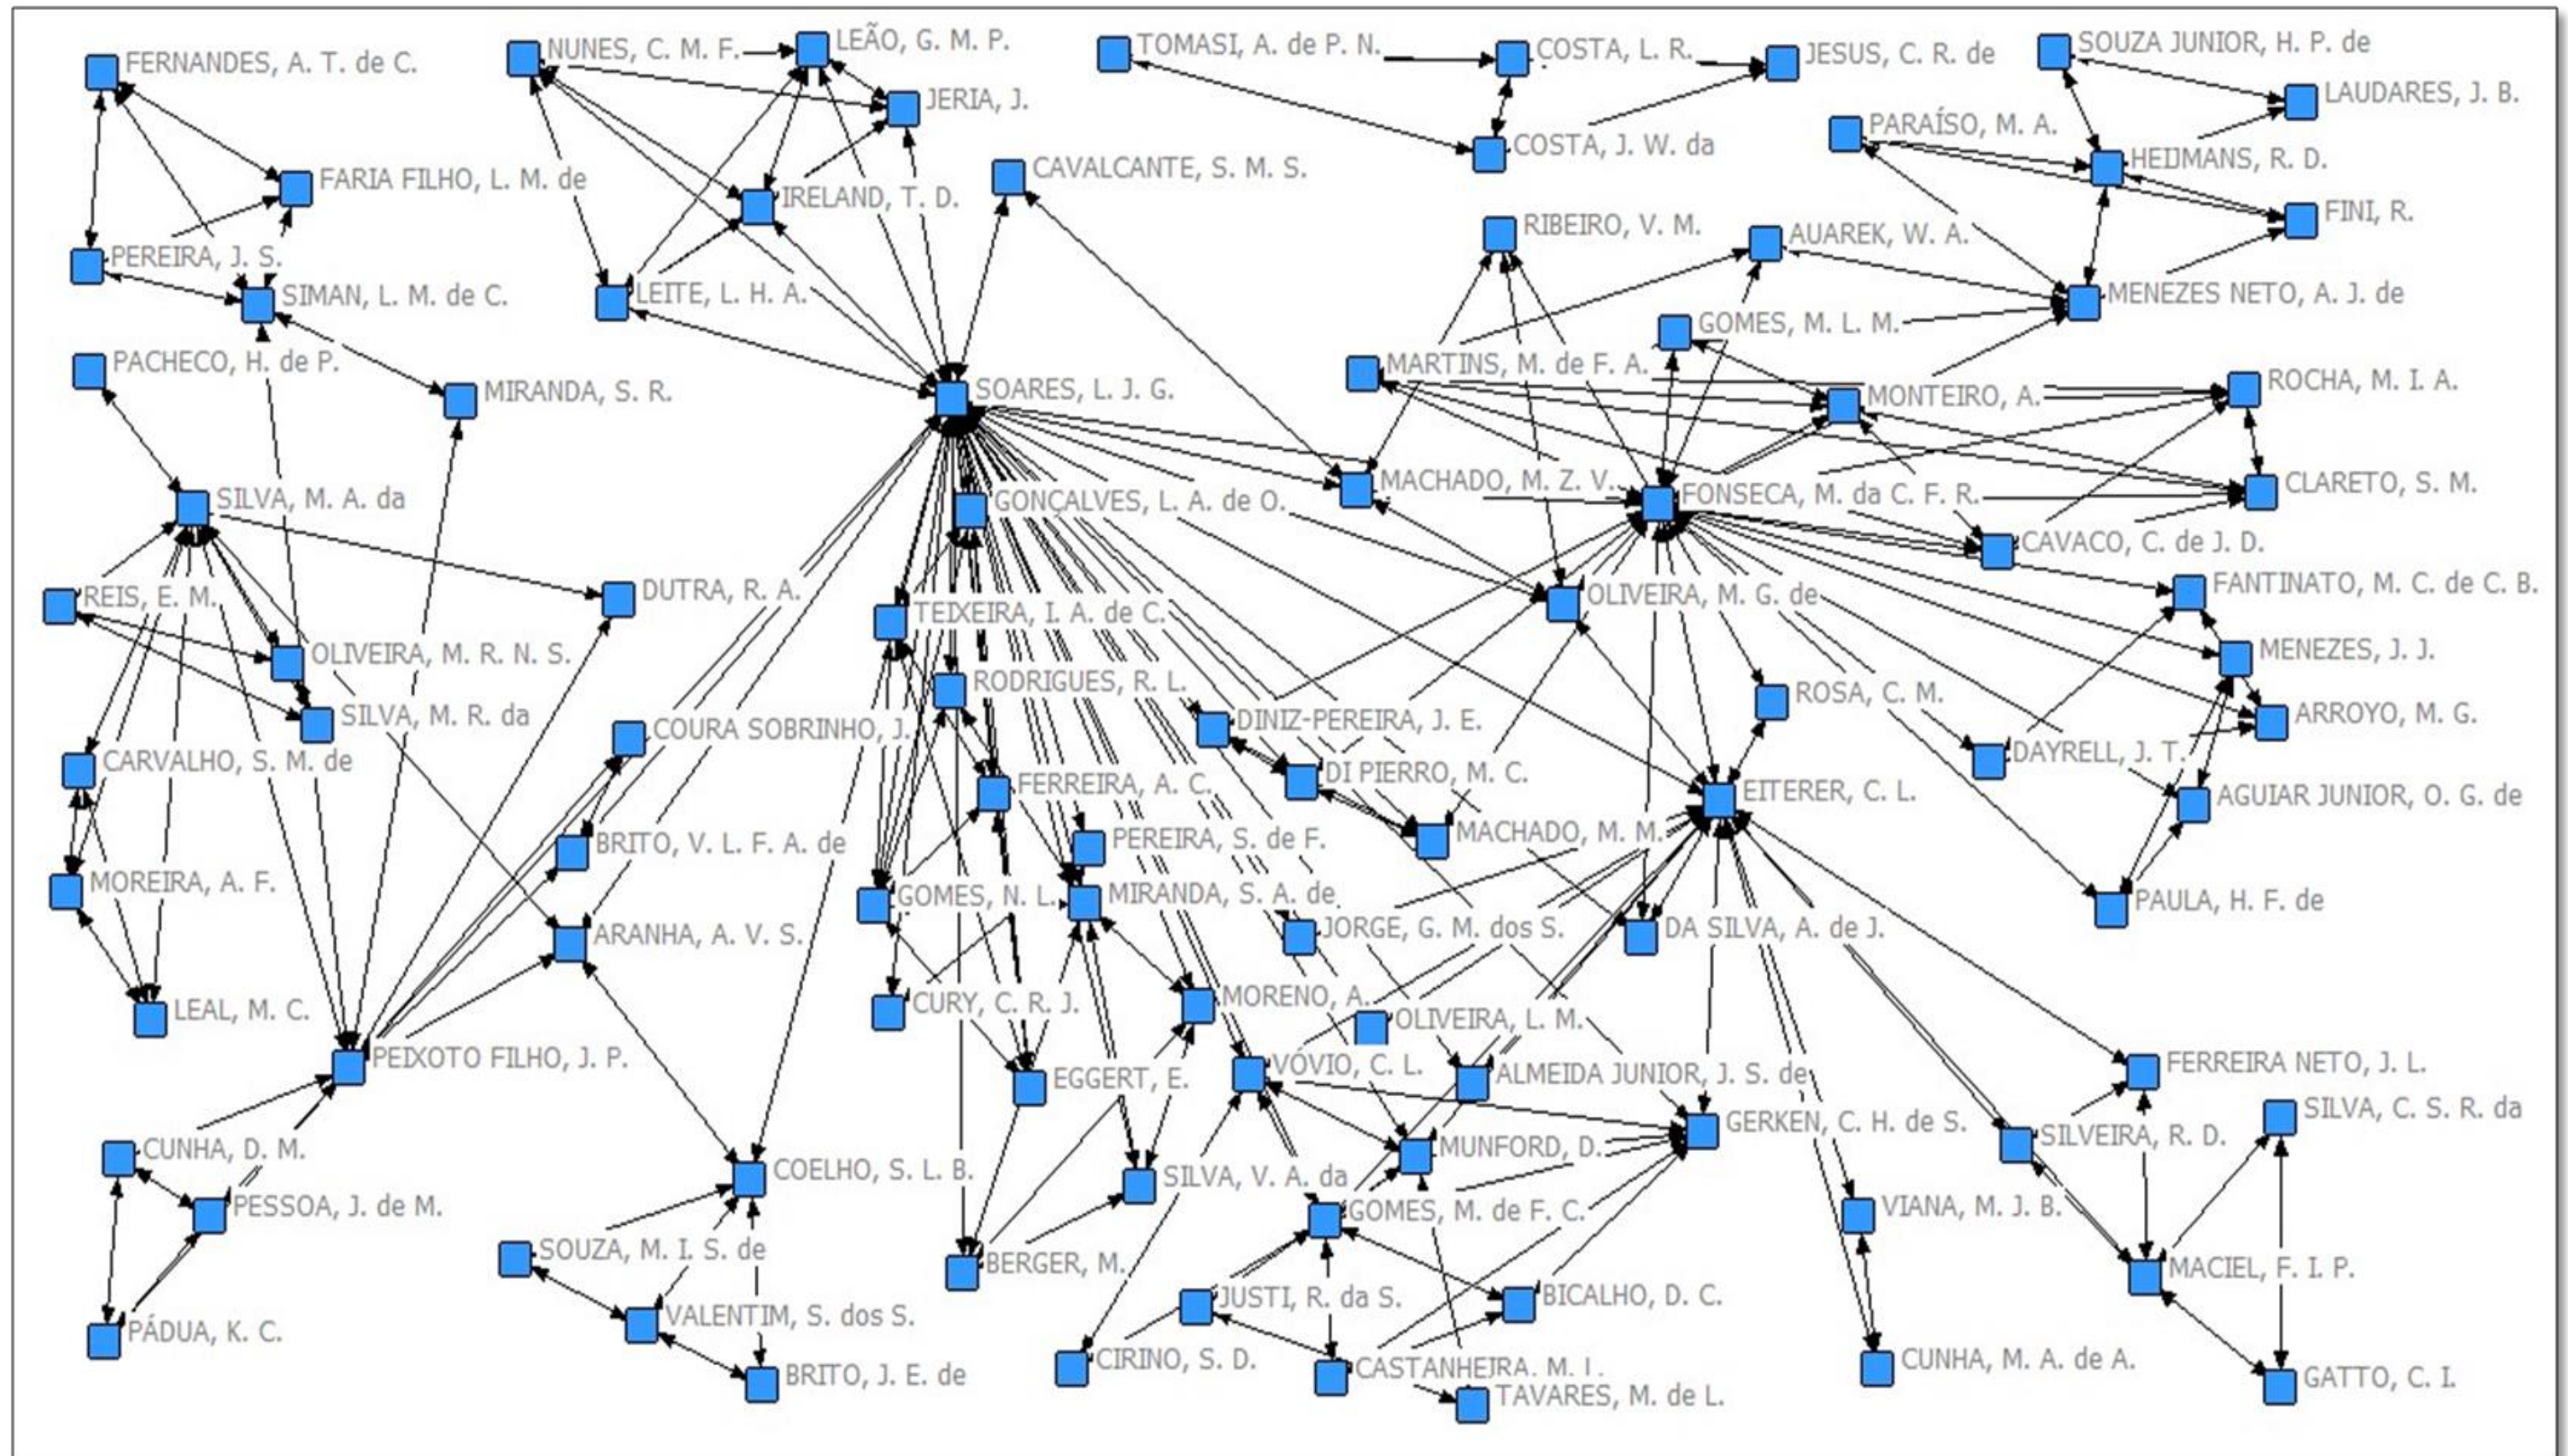 FERNANDES, A. T. de C.
NUNES, C. M. F.
LEÃO, G. M. P.
TOMASI, A. de P. N.
COSTA, L. R.
JESUS, C. R. de
SOUZA JUNIOR, H. P. de
JERIA, J.
LAUDARES, J. B.
PARAÍSO, M. A.
COSTA, J. W. da
HEIJMANS, R. D.
CAVALCANTE, S. M. S.
FARIA FILHO, L. M. de
IRELAND, T. D.
FINI, R.
RIBEIRO, V. M.
AUAREK, W. A.
PEREIRA, J. S.
SIMAN, L. M. de C.
LEITE, L. H. A.
MENEZES NETO, A. J. de
GOMES, M. L. M.
PACHECO, H. de P.
MARTINS, M. de F. A.
ROCHA, M. I. A.
MIRANDA, S. R.
SOARES, L. J. G.
MONTEIRO, A.
MACHADO, M. Z. V.
CLARETO, S. M.
SILVA, M. A. da
GONÇALVES, L. A. de O.
FONSECA, M. da C. F. R.
CAVACO, C. de J. D.
FANTINATO, M. C. de C. B.
DUTRA, R. A.
REIS, E. M.
OLIVEIRA, M. G. de
TEIXEIRA, I. A. de C.
MENEZES, J. J.
OLIVEIRA, M. R. N. S.
RODRIGUES, R. L.
ROSA, C. M.
SILVA, M. R. da
ARROYO, M. G.
COURA SOBRINHO, J.
DINIZ-PEREIRA, J. E.
DAYRELL, J. T.
CARVALHO, S. M. de
DI PIERRO, M. C.
FERREIRA, A. C.
EITERER, C. L.
AGUIAR JUNIOR, O. G. de
MACHADO, M. M.
BRITO, V. L. F. A. de
PEREIRA, S. de F.
MOREIRA, A. F.
GOMES, N. L.
MIRANDA, S. A. de
PAULA, H. F. de
ARANHA, A. V. S.
JORGE, G. M. dos S.
DA SILVA, A. de J.
LEAL, M. C.
CURY, C. R. J.
MORENO, A.
OLIVEIRA, L. M.
PEIXOTO FILHO, J. P.
EGGERT, E.
VÓVIO, C. L.
ALMEIDA JUNIOR, J. S. de
FERREIRA NETO, J. L.
SILVA, C. S. R. da
GERKEN, C. H. de S.
CUNHA, D. M.
MUNFORD, D.
SILVEIRA, R. D.
COELHO, S. L. B.
SILVA, V. A. da
PESSOA, J. de M.
GOMES, M. de F. C.
VIANA, M. J. B.
SOUZA, M. I. S. de
BERGER, M.
MACIEL, F. I. P.
JUSTI, R. da S.
BICALHO, D. C.
VALENTIM, S. dos S.
PÁDUA, K. C.
CIRINO, S. D.
CASTANHEIRA, M. L.
CUNHA, M. A. de A.
BRITO, J. E. de
GATTO, C. I.
TAVARES, M. de L.